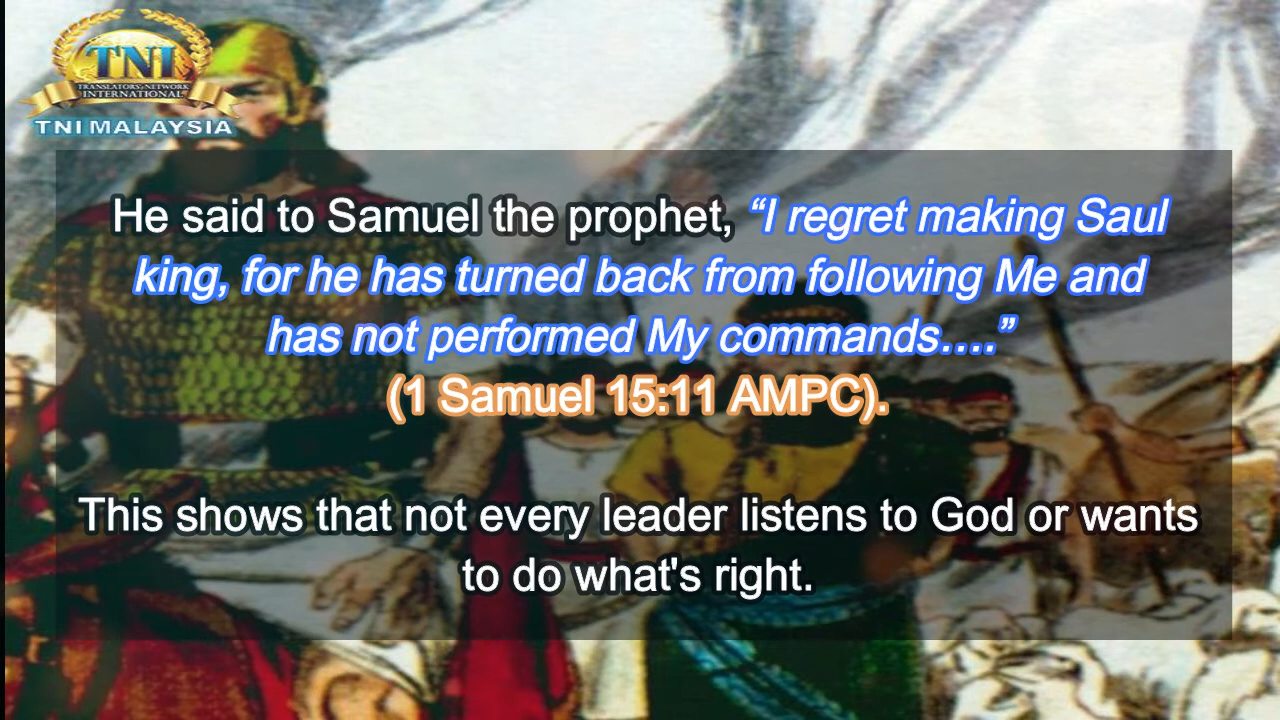 TNI
TRANSLATORS NETWORK
INTERNATIONAL
TNI MALAYSIA
He said to Samuel the prophet, “I regret making Saul
king, for he has turned back from following Me and
has not performed My commands....”
(1 Samuel 15:11 AMPC).
This shows that not every leader listens to God or wants
to do what's right.